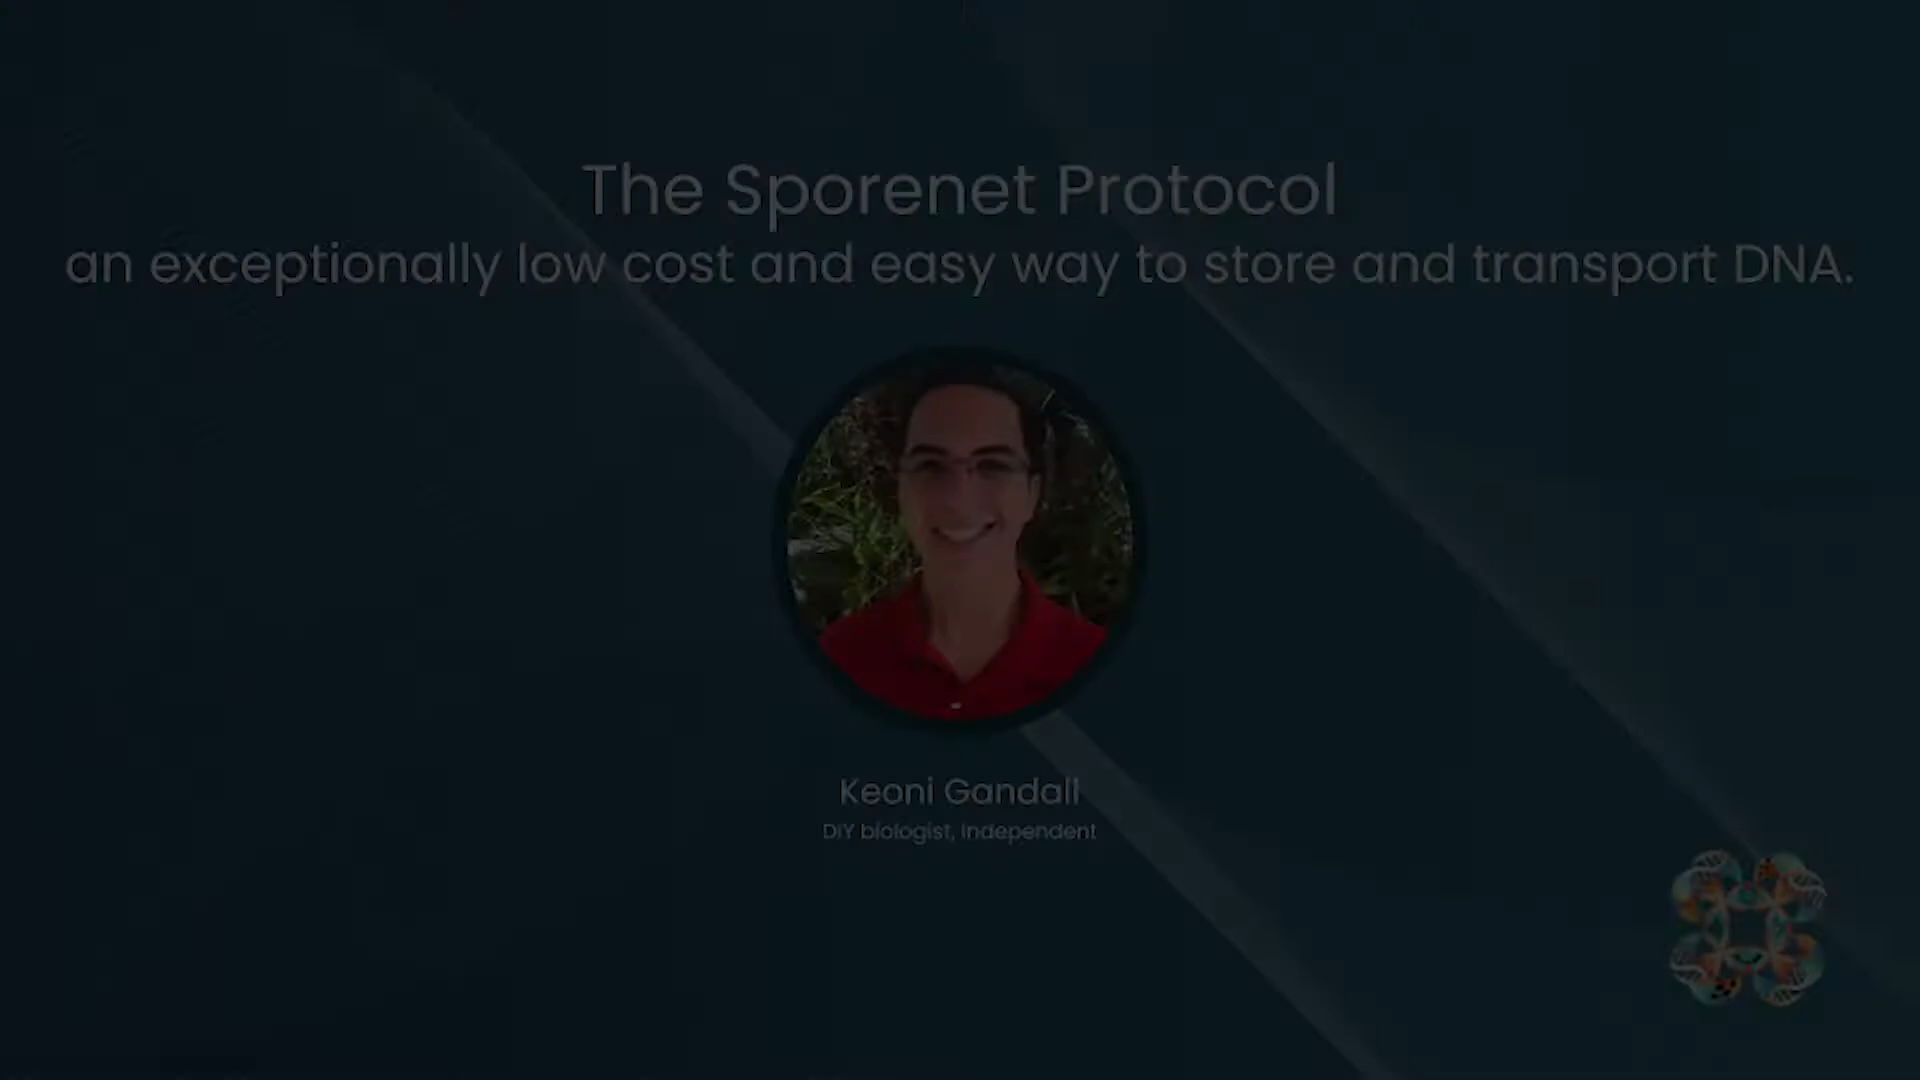 The Sporenet Protocol
an exceptionally low cost and easy way to store and transport DNA.
Keoni Gandall
DIY biologist, Independent